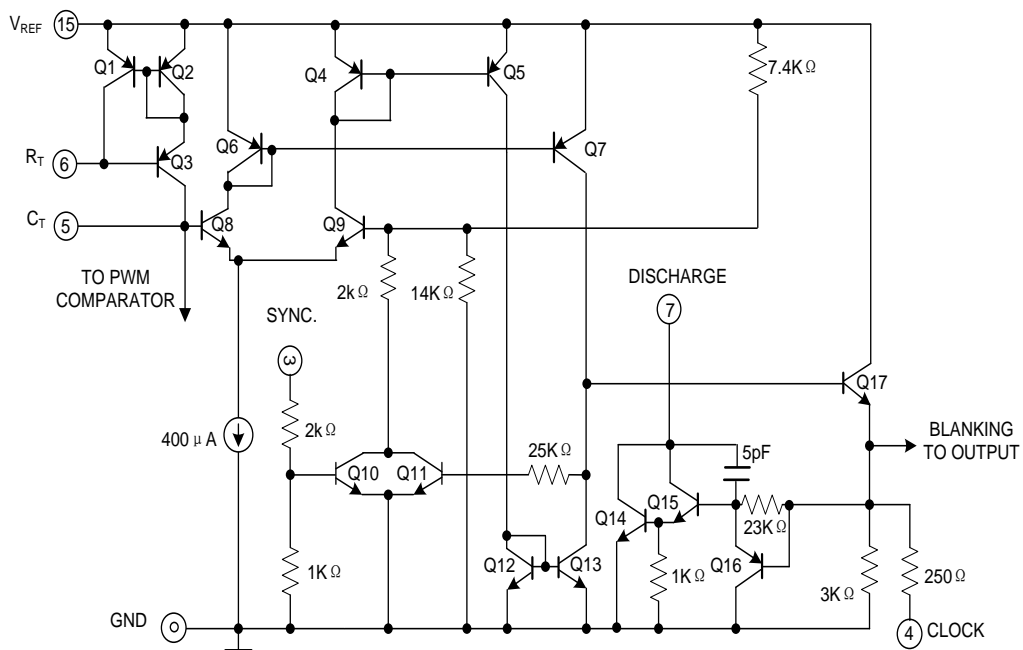 VREF 15
Q1
Q2
Q4
Q5
7.4KΩ
RT 6
Q3
Q6
Q7
CT 5
Q8
Q9
TO PWM
COMPARATOR
2kΩ
14KΩ
DISCHARGE
7
SYNC.
3
Q17
400μA
2kΩ
25KΩ
5pF
BLANKING
TO OUTPUT
Q10
Q11
Q14
Q15
23KΩ
Q16
1KΩ
Q12
Q13
1KΩ
3KΩ
250Ω
GND 0
4 CLOCK